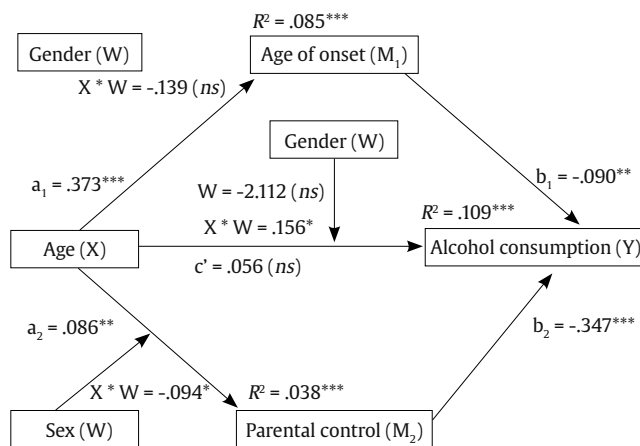 R² = .085***
Gender (W)
Age of onset (M₁)
X * W = -.139 (ns)
Gender (W)
a₁ = .373***
W = -2.112 (ns)
b₁ = -.090**
X * W = .156*
R² = .109***
Age (X)
Alcohol consumption (Y)
c’ = .056 (ns)
a₂ = .086**
b₂ = -.347***
X * W = -.094*
R² = .038***
Sex (W)
Parental control (M₂)